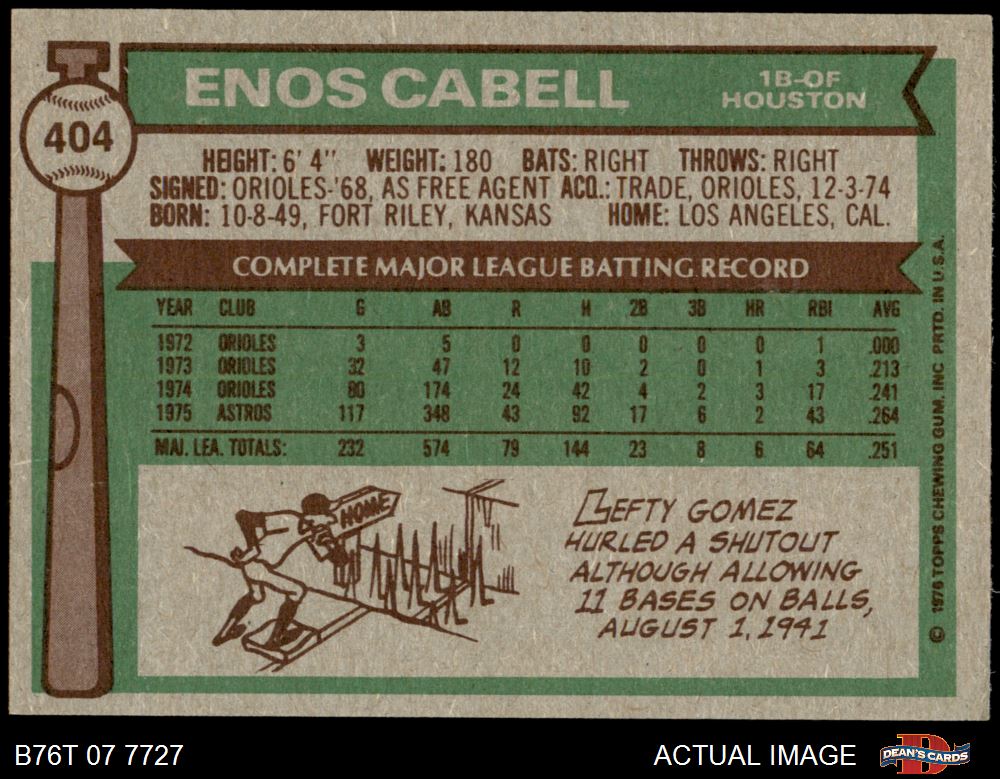 ENOS CABELL
1B-OF
HOUSTON
404
HEIGHT: 6' 4" WEIGHT: 180 BATS: RIGHT THROWS: RIGHT
SIGNED: ORIOLES-'68, AS FREE AGENT ACQ.: TRADE, ORIOLES, 12-3-74
BORN: 10-8-49, FORT RILEY, KANSAS HOME: LOS ANGELES, CAL.
COMPLETE MAJOR LEAGUE BATTING RECORD
YEAR CLUB G AB R H 2B 3B HR RBI AVG
1972 ORIOLES 3 5 0 0 0 0 0 1 .000
1973 ORIOLES 32 47 12 10 2 0 1 3 .213
1974 ORIOLES 80 174 24 42 4 2 3 17 .241
1975 ASTROS 117 348 43 92 17 6 2 43 .264
MAJ. LEA. TOTALS: 232 574 79 144 23 8 6 64 .251
HOME
LEFTY GOMEZ
HURLED A SHUTOUT
ALTHOUGH ALLOWING
11 BASES ON BALLS,
AUGUST 1, 1941
© 1976 TOPPS CHEWING GUM, INC PRTD. IN U.S.A.
B76T 07 7727
ACTUAL IMAGE
D
DEAN'S CARDS